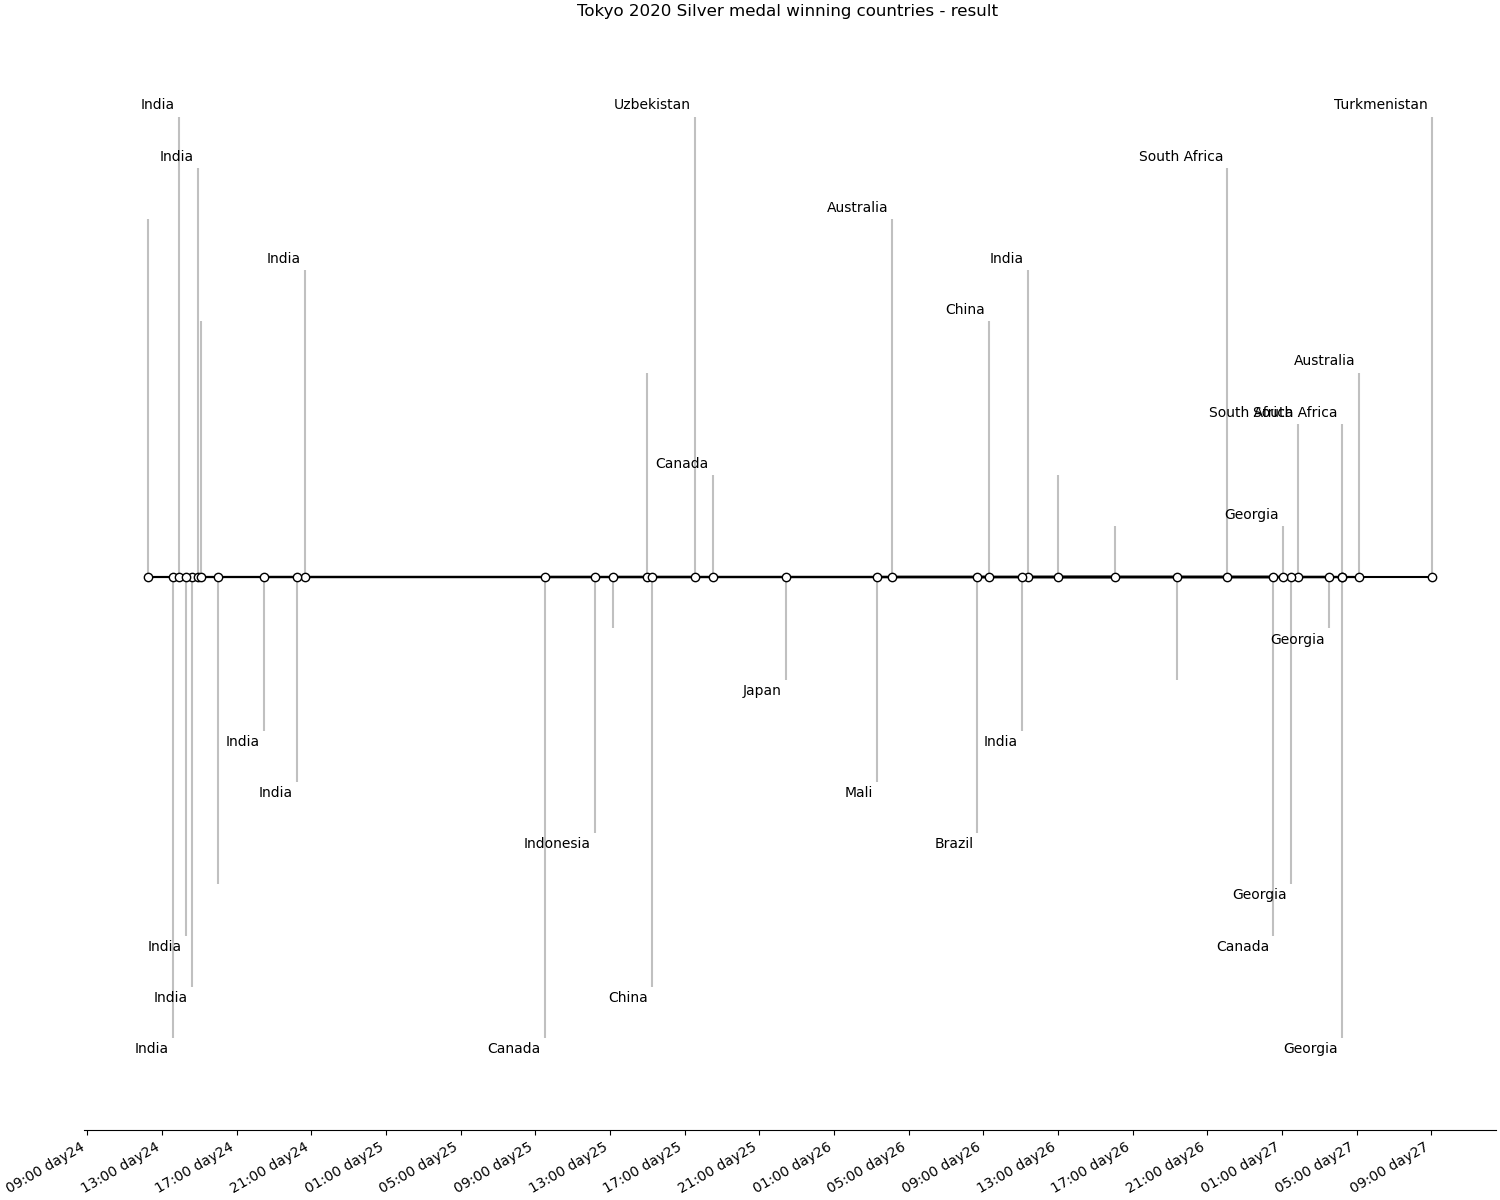 Tokyo 2020 Silver medal winning countries - result
India
Uzbekistan
Turkmenistan
India
South Africa
Australia
India
India
China
Australia
South Africa
South Africa
Canada
Georgia
Georgia
Japan
India
India
India
Mali
Indonesia
Brazil
Georgia
India
Canada
India
China
India
Canada
Georgia
09:00 day24
13:00 day24
17:00 day24
21:00 day24
01:00 day25
05:00 day25
09:00 day25
13:00 day25
17:00 day25
21:00 day25
01:00 day26
05:00 day26
09:00 day26
13:00 day26
17:00 day26
21:00 day26
01:00 day27
05:00 day27
09:00 day27